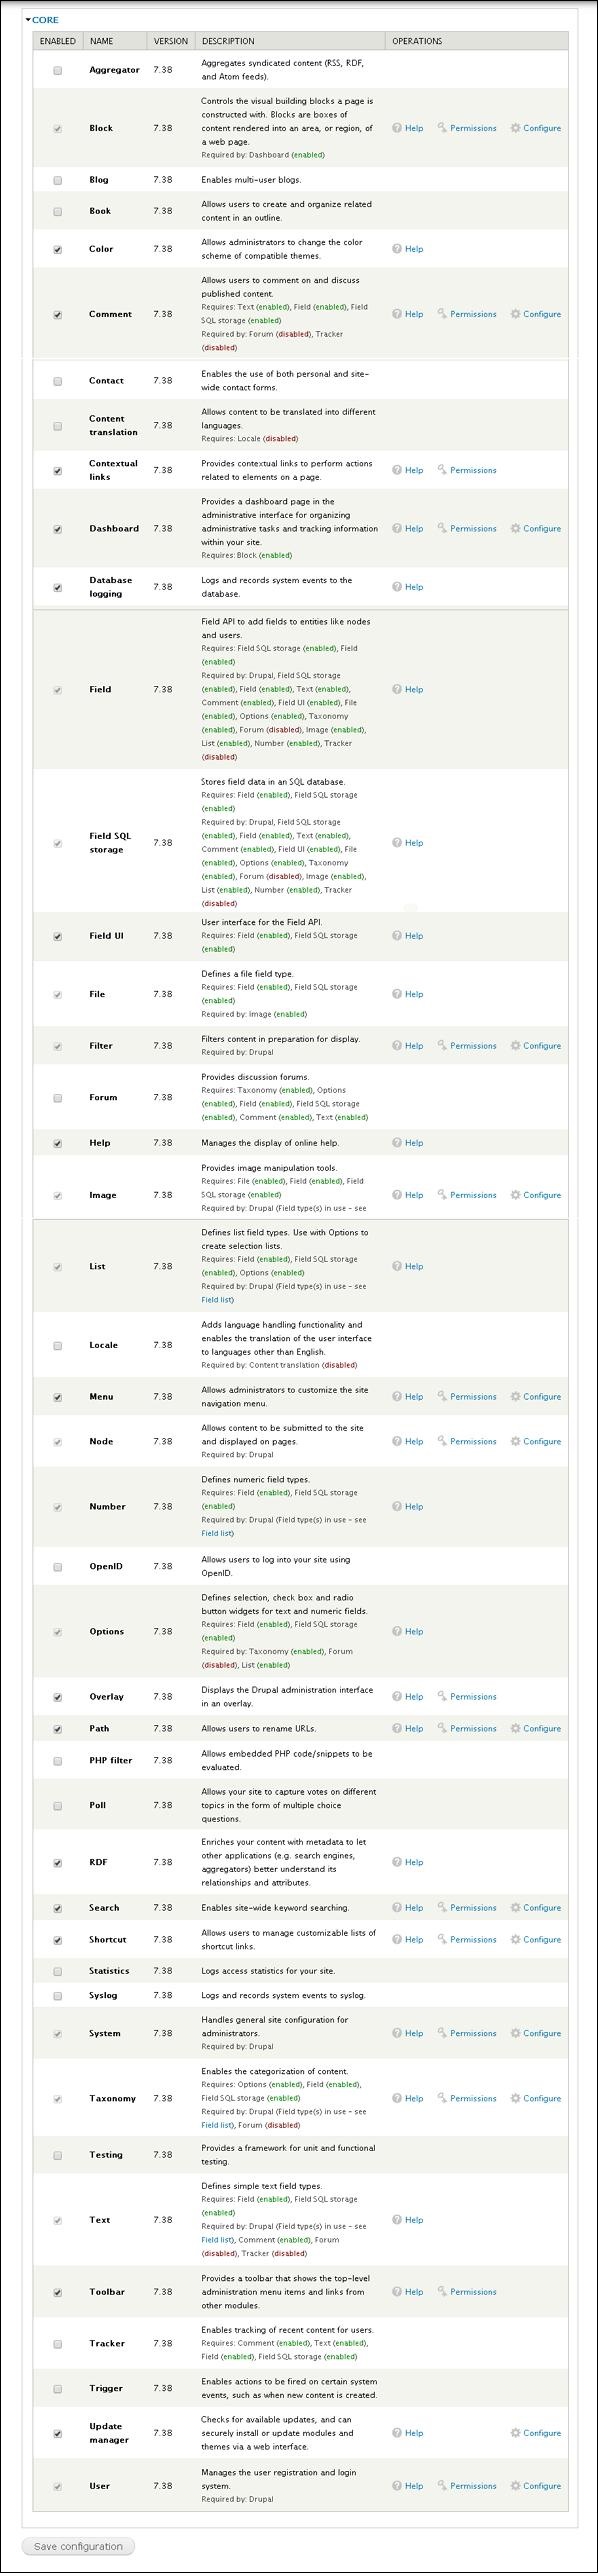 CORE
ENABLED NAME VERSION DESCRIPTION OPERATIONS
Aggregator 7.38 Aggregates syndicated content (RSS, RDF,
and Atom feeds).
Controls the visual building blocks a page is
constructed with. Blocks are boxes of
Block 7.38 content rendered into an area, or region, of Help Permissions Configure
a web page.
Required by: Dashboard (enabled)
Blog 7.38 Enables multi-user blogs.
Book 7.38 Allows users to create and organize related
content in an outline.
Color 7.38 Allows administrators to change the color Help
scheme of compatible themes.
Allows users to comment on and discuss
published content.
Requires: Text (enabled), Field (enabled), Field
Comment 7.38 SQL storage (enabled) Help Permissions Configure
Required by: Forum (disabled), Tracker
(disabled)
Contact 7.38 Enables the use of both personal and site-
wide contact forms.
Content 7.38 Allows content to be translated into different
translation languages.
Requires: Locale (disabled)
Contextual 7.38 Provides contextual links to perform actions Help Permissions
links related to elements on a page.
Provides a dashboard page in the
administrative interface for organizing
Dashboard 7.38 administrative tasks and tracking information Help Permissions Configure
within your site.
Requires: Block (enabled)
Database 7.38 Logs and records system events to the Help
logging database.
Field API to add fields to entities like nodes
and users.
Requires: Field SQL storage (enabled), Field
(enabled)
Required by: Drupal, Field SQL storage
Field 7.38 (enabled), Field (enabled), Text (enabled), Help
Comment (enabled), Field UI (enabled), File
(enabled), Options (enabled), Taxonomy
(enabled), Forum (disabled), Image (enabled),
List (enabled), Number (enabled), Tracker
(disabled)
Stores field data in an SQL database.
Requires: Field (enabled), Field SQL storage
(enabled)
Required by: Drupal, Field SQL storage
Field SQL 7.38 (enabled), Field (enabled), Text (enabled), Help
storage Comment (enabled), Field UI (enabled), File
(enabled), Options (enabled), Taxonomy
(enabled), Forum (disabled), Image (enabled),
List (enabled), Number (enabled), Tracker
(disabled)
User interface for the Field API.
Field UI 7.38 Requires: Field (enabled), Field SQL storage Help
(enabled)
Defines a file field type.
Requires: Field (enabled), Field SQL storage
File 7.38 (enabled) Help
Required by: Image (enabled)
Filter 7.38 Filters content in preparation for display. Help Permissions Configure
Required by: Drupal
Provides discussion forums.
Requires: Taxonomy (enabled), Options
Forum 7.38 (enabled), Field (enabled), Field SQL storage
(enabled), Comment (enabled), Text (enabled)
Help 7.38 Manages the display of online help. Help
Provides image manipulation tools.
Requires: File (enabled), Field (enabled), Field
Image 7.38 SQL storage (enabled) Help Permissions Configure
Required by: Drupal (Field type(s) in use - see
Defines list field types. Use with Options to
create selection lists.
Requires: Field (enabled), Field SQL storage
List 7.38 (enabled), Options (enabled) Help
Required by: Drupal (Field type(s) in use - see
Field list)
Adds language handling functionality and
enables the translation of the user interface
Locale 7.38 to languages other than English.
Required by: Content translation (disabled)
Menu 7.38 Allows administrators to customize the site Help Permissions Configure
navigation menu.
Allows content to be submitted to the site
Node 7.38 and displayed on pages. Help Permissions Configure
Required by: Drupal
Defines numeric field types.
Requires: Field (enabled), Field SQL storage
Number 7.38 (enabled) Help
Required by: Drupal (Field type(s) in use - see
Field list)
OpenID 7.38 Allows users to log into your site using
OpenID.
Defines selection, check box and radio
button widgets for text and numeric fields.
Requires: Field (enabled), Field SQL storage
Options 7.38 (enabled) Help
Required by: Taxonomy (enabled), Forum
(disabled), List (enabled)
Overlay 7.38 Displays the Drupal administration interface Help Permissions
in an overlay.
Path 7.38 Allows users to rename URLs. Help Permissions Configure
PHP filter 7.38 Allows embedded PHP code/snippets to be
evaluated.
Allows your site to capture votes on different
Poll 7.38 topics in the form of multiple choice
questions.
Enriches your content with metadata to let
other applications (e.g. search engines,
RDF 7.38 aggregators) better understand its Help
relationships and attributes.
Search 7.38 Enables site-wide keyword searching. Help Permissions Configure
Shortcut 7.38 Allows users to manage customizable lists of Help Permissions Configure
shortcut links.
Statistics 7.38 Logs access statistics for your site.
Syslog 7.38 Logs and records system events to syslog.
Handles general site configuration for
System 7.38 administrators. Help Permissions Configure
Required by: Drupal
Enables the categorization of content.
Requires: Options (enabled), Field (enabled),
Taxonomy 7.38 Field SQL storage (enabled) Help Permissions Configure
Required by: Drupal (Field type(s) in use - see
Field list), Forum (disabled)
Testing 7.38 Provides a framework for unit and functional
testing.
Defines simple text field types.
Requires: Field (enabled), Field SQL storage
(enabled)
Text 7.38 Required by: Drupal (Field type(s) in use - see Help
Field list), Comment (enabled), Forum
(disabled), Tracker (disabled)
Provides a toolbar that shows the top-level
Toolbar 7.38 administration menu items and links from Help Permissions
other modules.
Enables tracking of recent content for users.
Tracker 7.38 Requires: Comment (enabled), Text (enabled),
Field (enabled), Field SQL storage (enabled)
Trigger 7.38 Enables actions to be fired on certain system
events, such as when new content is created.
Update Checks for available updates, and can
manager 7.38 securely install or update modules and Help Configure
themes via a web interface.
Manages the user registration and login
User 7.38 system. Help Permissions Configure
Required by: Drupal
Save configuration